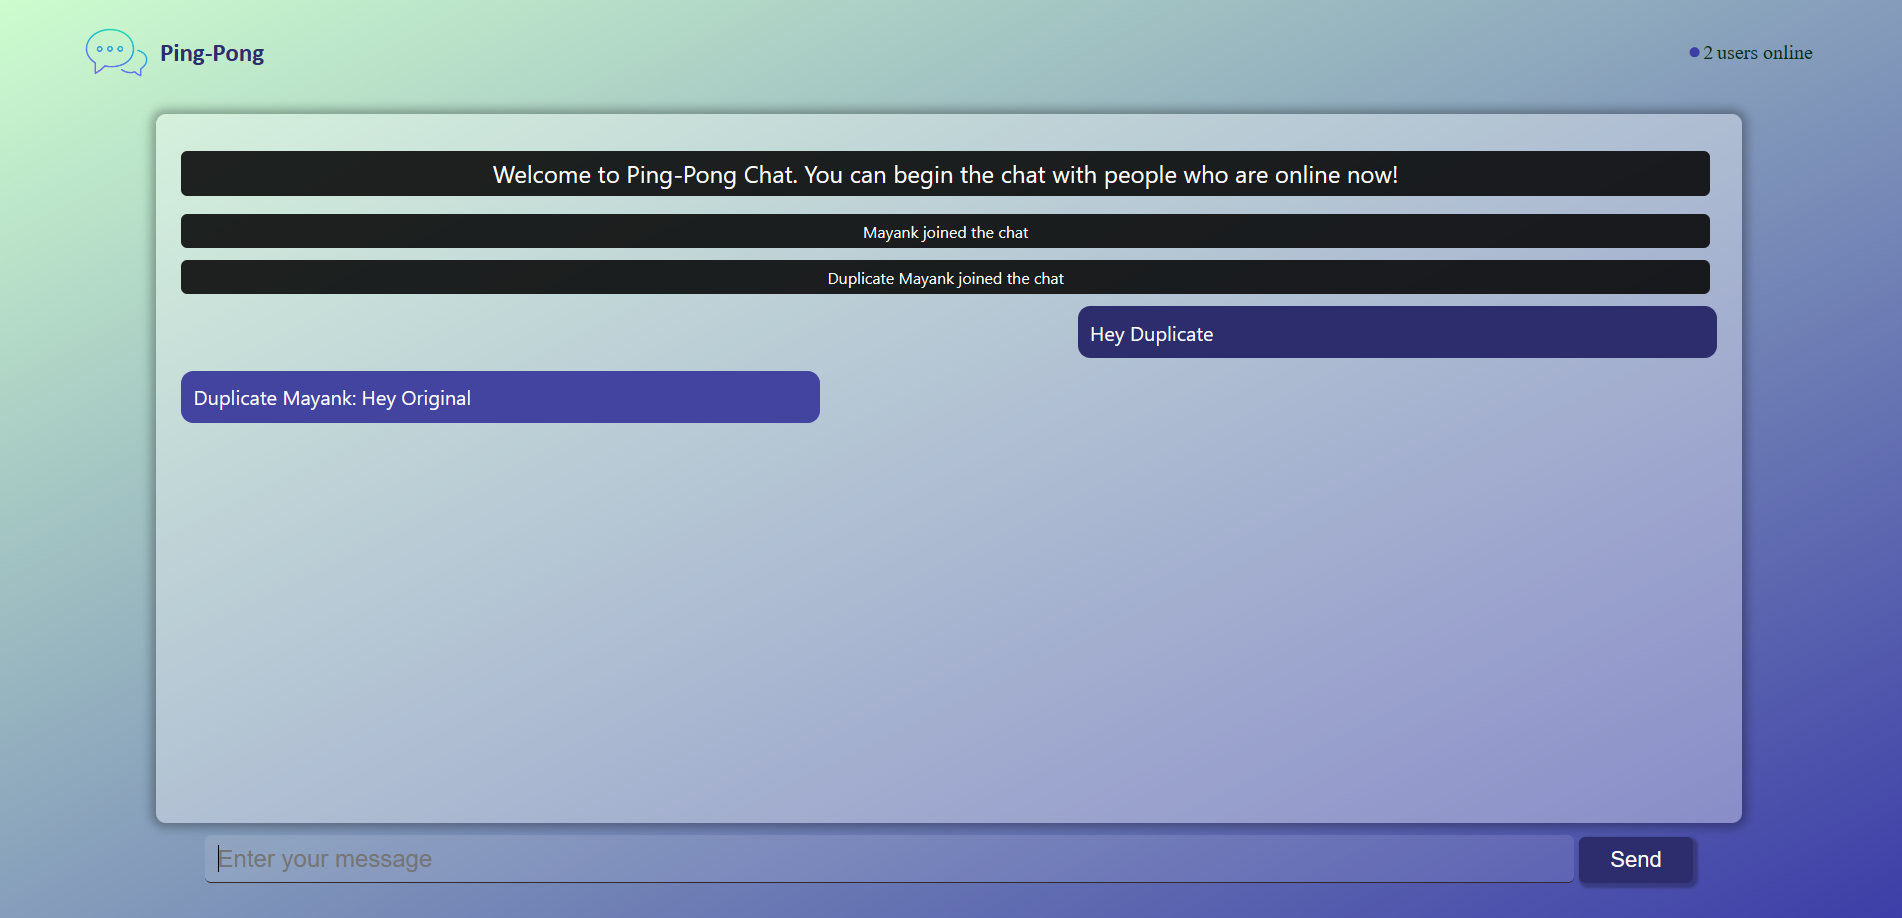 Ping-Pong
2 users online
Welcome to Ping-Pong Chat. You can begin the chat with people who are online now!
Mayank joined the chat
Duplicate Mayank joined the chat
Hey Duplicate
Duplicate Mayank: Hey Original
Enter your message
Send